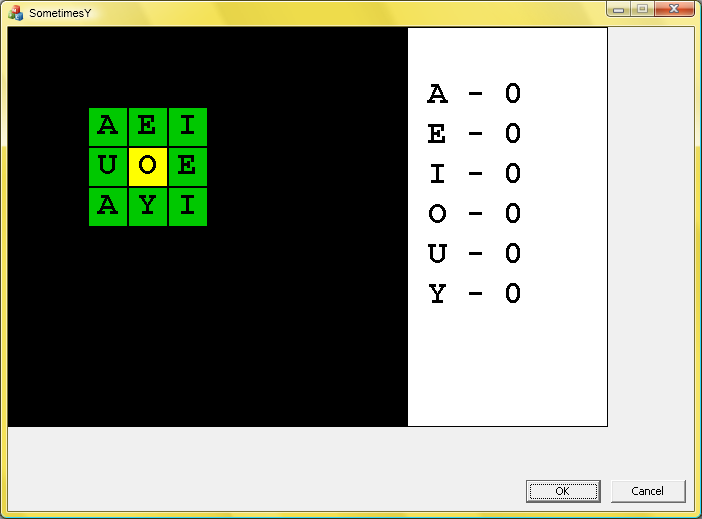 SometimesY
A E I
U O E
A Y I
A - 0
E - 0
I - 0
O - 0
U - 0
Y - 0
OK Cancel